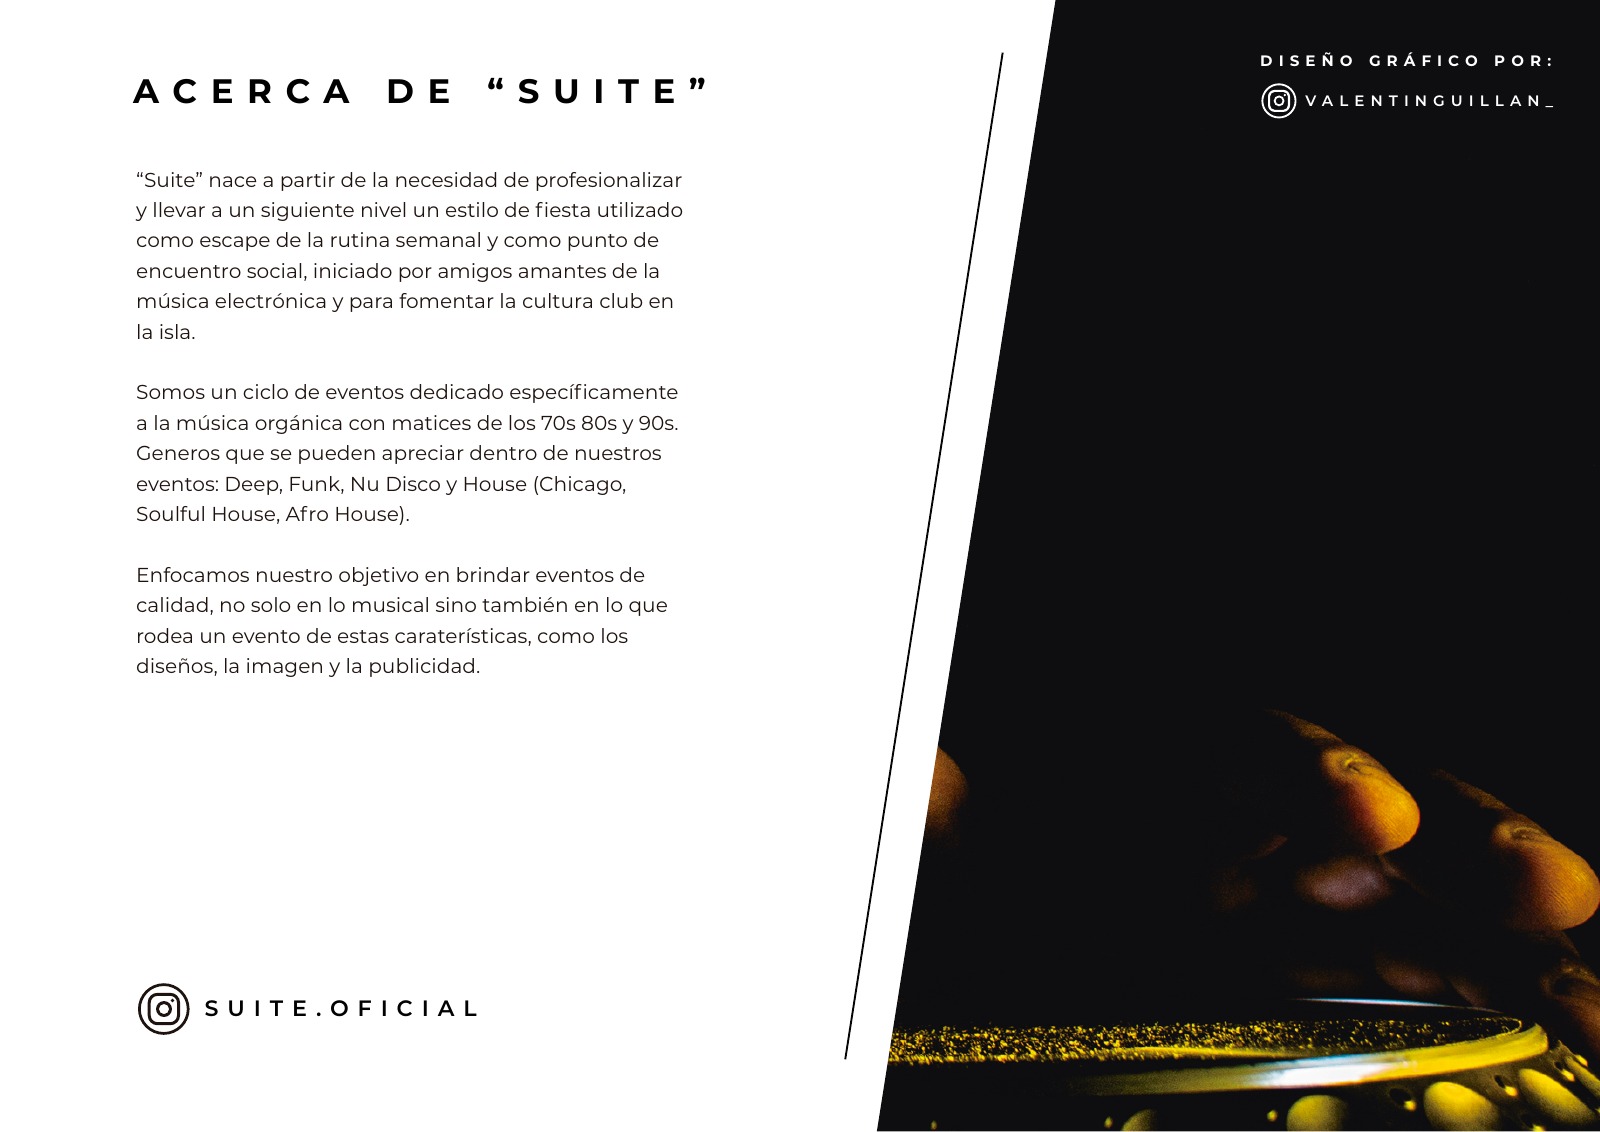 ACERCA DE “SUITE”
“Suite” nace a partir de la necesidad de profesionalizar
y llevar a un siguiente nivel un estilo de fiesta utilizado
como escape de la rutina semanal y como punto de
encuentro social, iniciado por amigos amantes de la
música electrónica y para fomentar la cultura club en
la isla.
Somos un ciclo de eventos dedicado específicamente
a la música orgánica con matices de los 70s 80s y 90s.
Generos que se pueden apreciar dentro de nuestros
eventos: Deep, Funk, Nu Disco y House (Chicago,
Soulful House, Afro House).
Enfocamos nuestro objetivo en brindar eventos de
calidad, no solo en lo musical sino también en lo que
rodea un evento de estas caraterísticas, como los
diseños, la imagen y la publicidad.
SUITE.OFICIAL
DISEÑO GRÁFICO POR:
VALENTINGUILLAN_